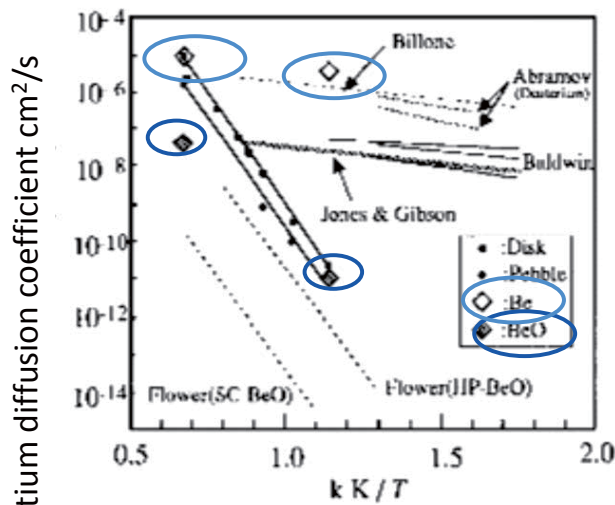 tium diffusion coefficient cm²/s
10⁻⁴
10⁻⁶
10⁻⁸
10⁻¹⁰
10⁻¹²
10⁻¹⁴
Billone
Abramov
(Deuterium)
Baldwin
Jones & Gibson
:Disk
:Pebble
:Be
:BeO
Flower(SC-BeO)
Flower(HP-BeO)
0.5 1.0 1.5 2.0
k K / T